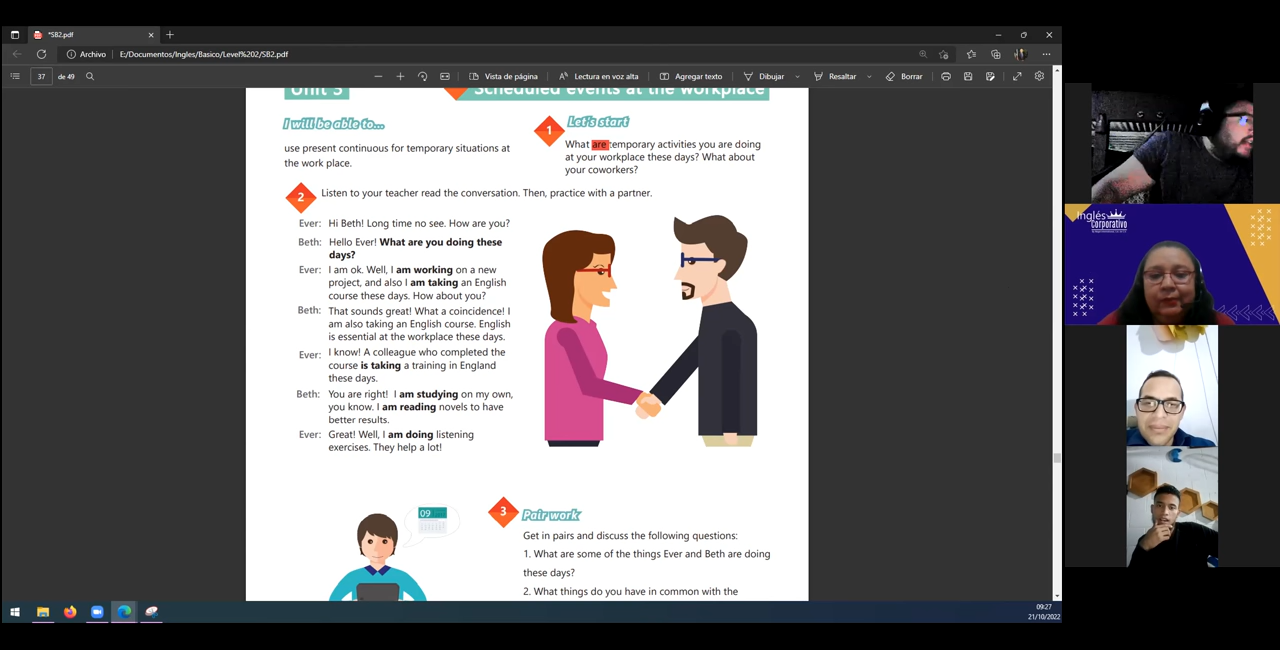 *SB2.pdf
Archivo
E:/Documentos/Ingles/Basico/Level%202/SB2.pdf
37
de 49
Vista de página
Lectura en voz alta
Agregar texto
Dibujar
Resaltar
Borrar
Unit 5
Scheduled events at the workplace
I will be able to...
use present continuous for temporary situations at
the work place.
1
Let's start
What are temporary activities you are doing
at your workplace these days? What about
your coworkers?
2
Listen to your teacher read the conversation. Then, practice with a partner.
Ever: Hi Beth! Long time no see. How are you?
Beth: Hello Ever! What are you doing these
days?
Ever: I am ok. Well, I am working on a new
project, and also I am taking an English
course these days. How about you?
Beth: That sounds great! What a coincidence! I
am also taking an English course. English
is essential at the workplace these days.
Ever: I know! A colleague who completed the
course is taking a training in England
these days.
Beth: You are right! I am studying on my own,
you know. I am reading novels to have
better results.
Ever: Great! Well, I am doing listening
exercises. They help a lot!
09
3
Pair work
Get in pairs and discuss the following questions:
1. What are some of the things Ever and Beth are doing
these days?
2. What things do you have in common with the
09:27
21/10/2022
Inglés
Corporativo